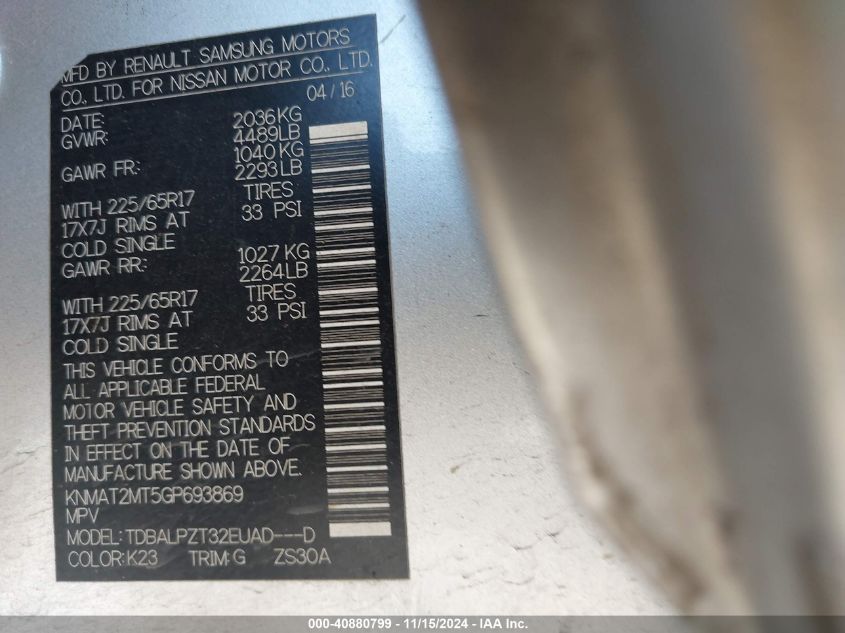 MFD BY RENAULT SAMSUNG MOTORS
CO., LTD. FOR NISSAN MOTOR CO., LTD.
04/16
DATE: 2036KG
GVWR: 4489LB
1040KG
GAWR FR.: 2293LB
WITH 225/65R17 TIRES
17X7J RIMS AT 33 PSI
COLD SINGLE
GAWR RR.: 1027 KG
2264LB
WITH 225/65R17 TIRES
17X7J RIMS AT 33 PSI
COLD SINGLE
THIS VEHICLE CONFORMS TO
ALL APPLICABLE FEDERAL
MOTOR VEHICLE SAFETY AND
THEFT PREVENTION STANDARDS
IN EFFECT ON THE DATE OF
MANUFACTURE SHOWN ABOVE.
KNMAT2MT5GP693869
MPV
MODEL: TDBALPZT32EUAD---D
COLOR: K23 TRIM: G ZS30A
000-40880799 - 11/15/2024 - IAA Inc.